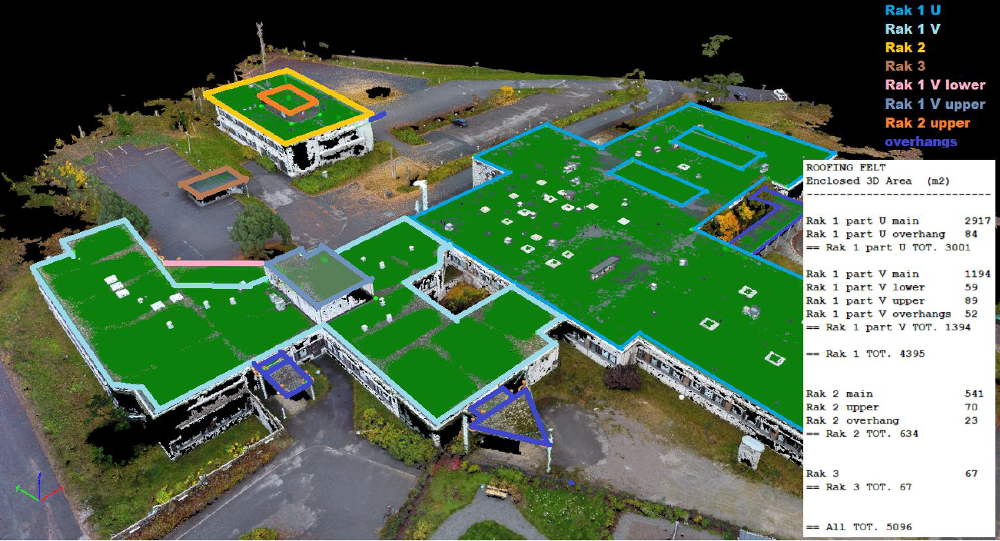 Rak 1 U
Rak 1 V
Rak 2
Rak 3
Rak 1 V lower
Rak 1 V upper
Rak 2 upper
overhangs
ROOFING FELT
Enclosed 3D Area (m2)
----------------------------
Rak 1 part U main 2917
Rak 1 part U overhang 84
== Rak 1 part U TOT. 3001
Rak 1 part V main 1194
Rak 1 part V lower 59
Rak 1 part V upper 89
Rak 1 part V overhangs 52
== Rak 1 part V TOT. 1394
== Rak 1 TOT. 4395
Rak 2 main 541
Rak 2 upper 70
Rak 2 overhang 23
== Rak 2 TOT. 634
Rak 3 67
== Rak 3 TOT. 67
== All TOT. 5096